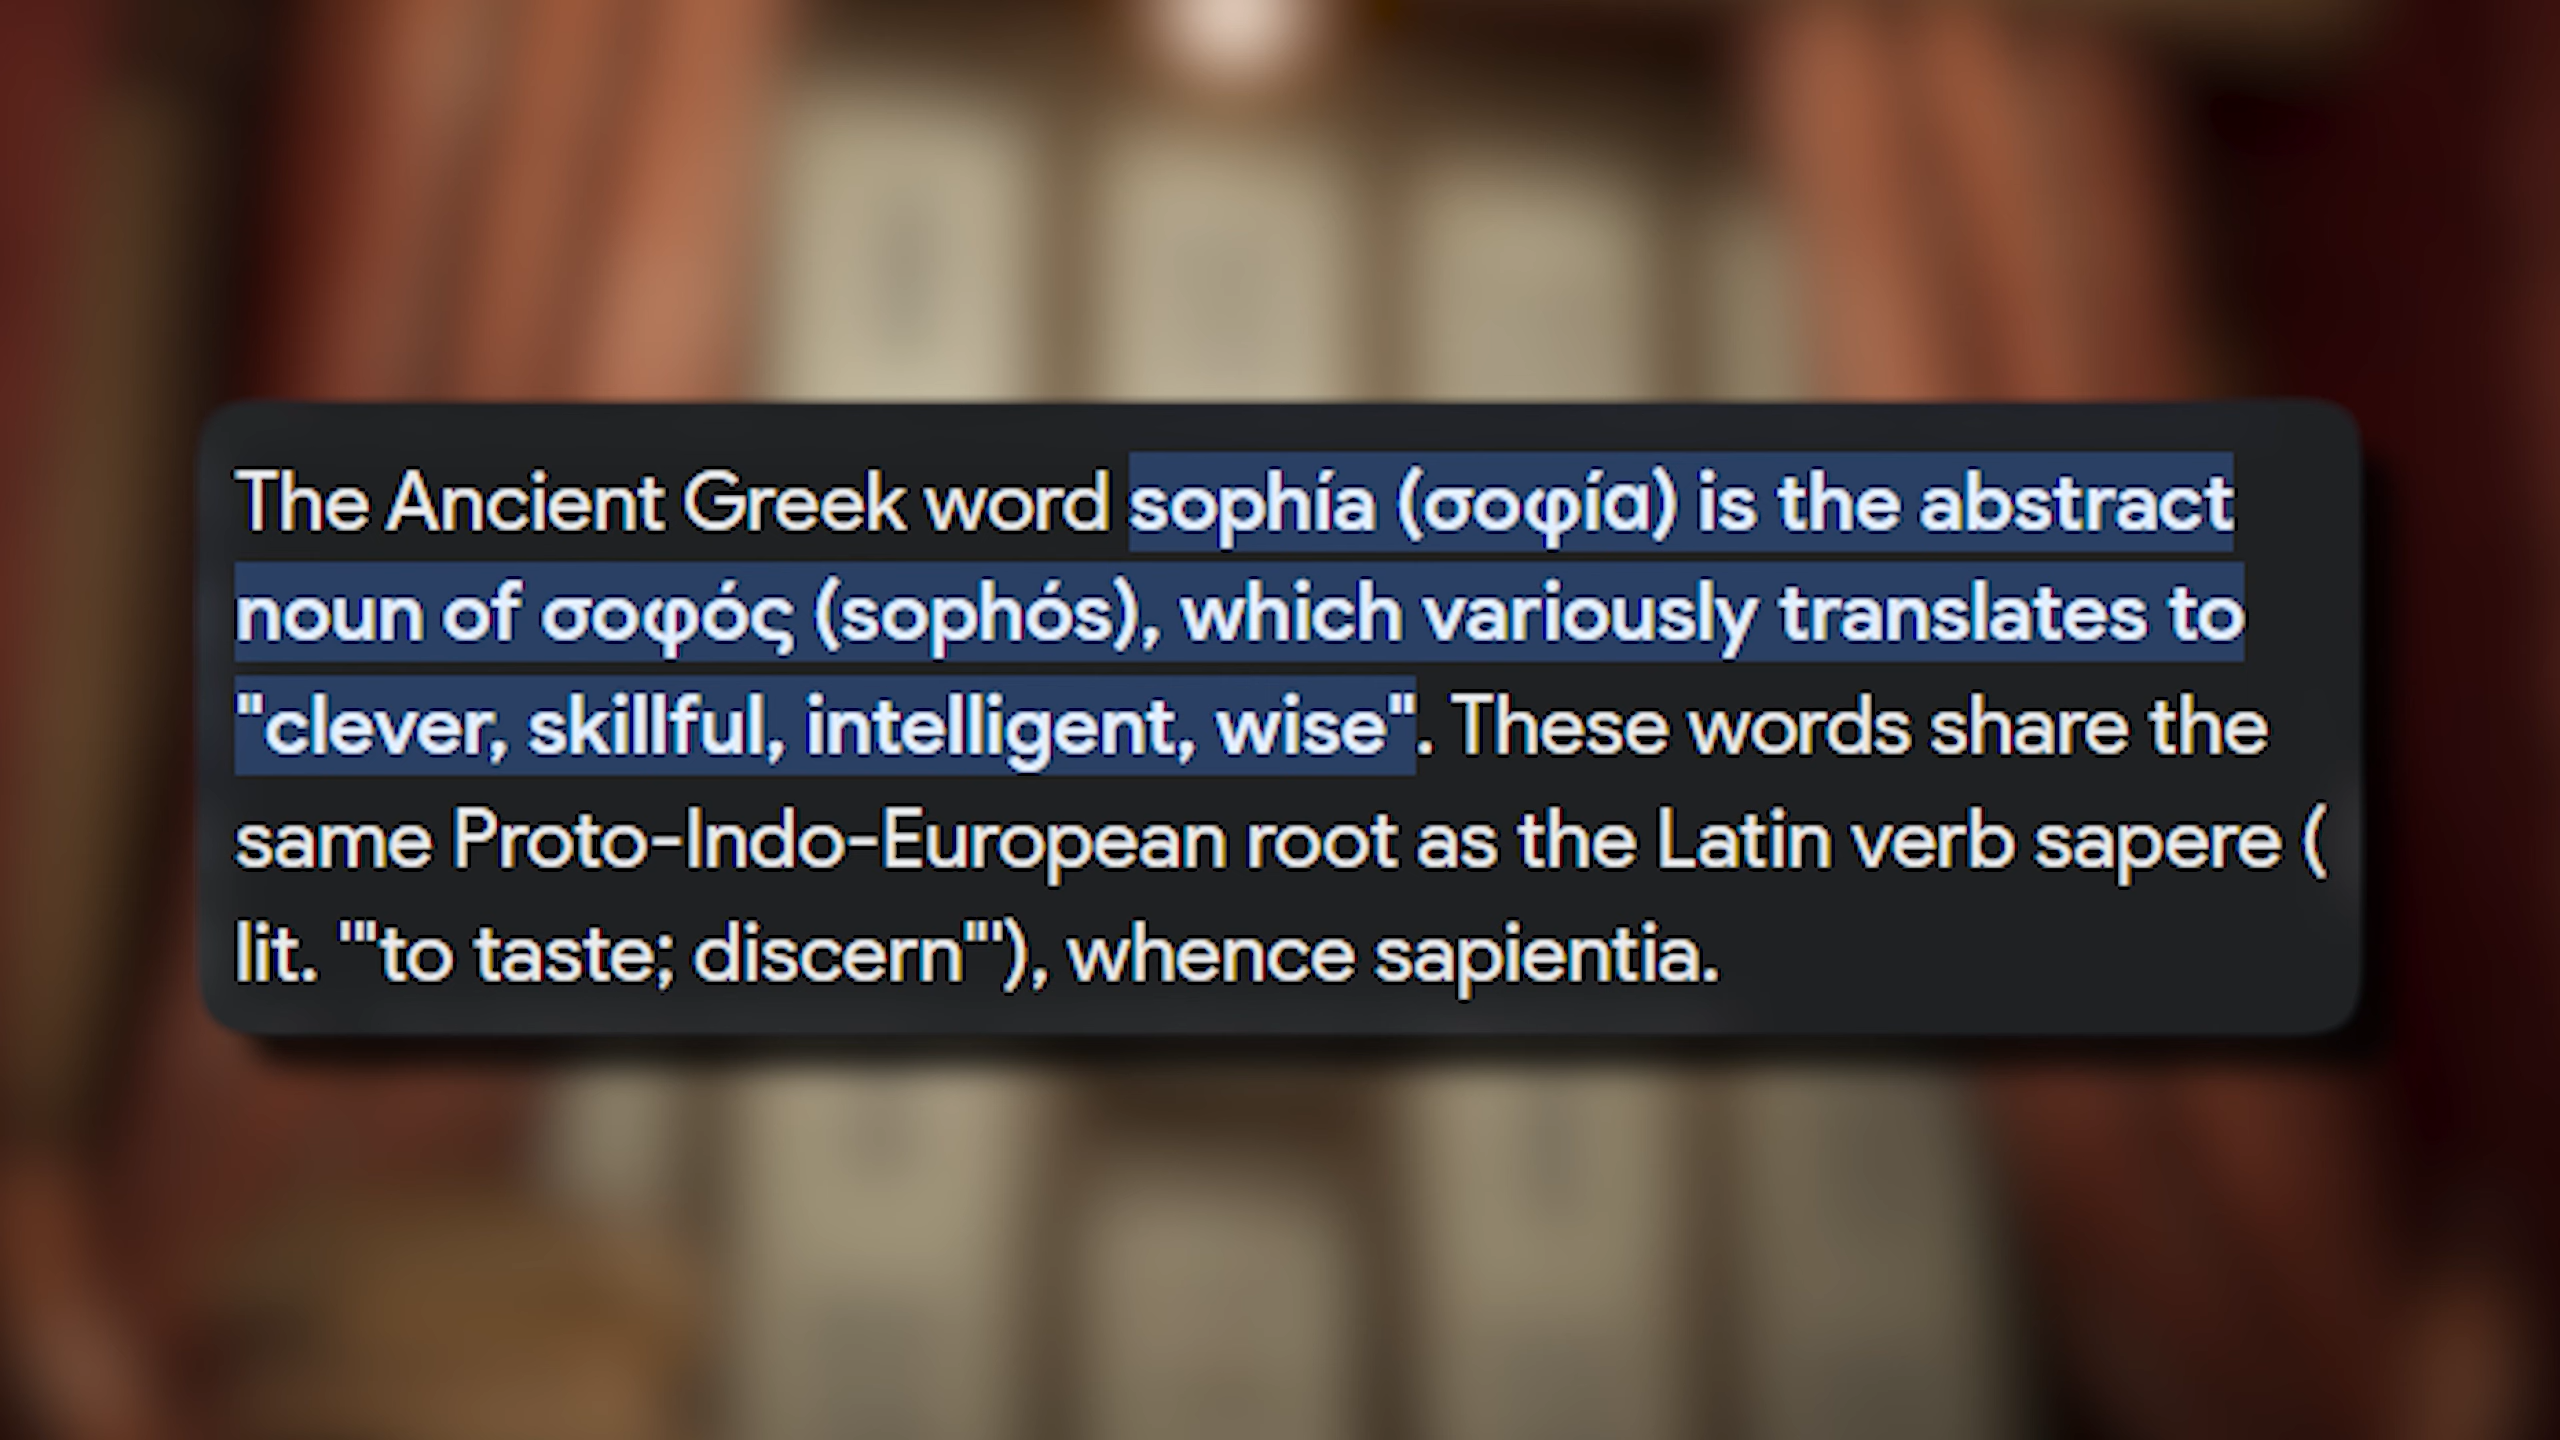 The Ancient Greek word sophía (σοφία) is the abstract
noun of σοφός (sophós), which variously translates to
"clever, skillful, intelligent, wise". These words share the
same Proto-Indo-European root as the Latin verb sapere (
lit. "'to taste; discern"'), whence sapientia.